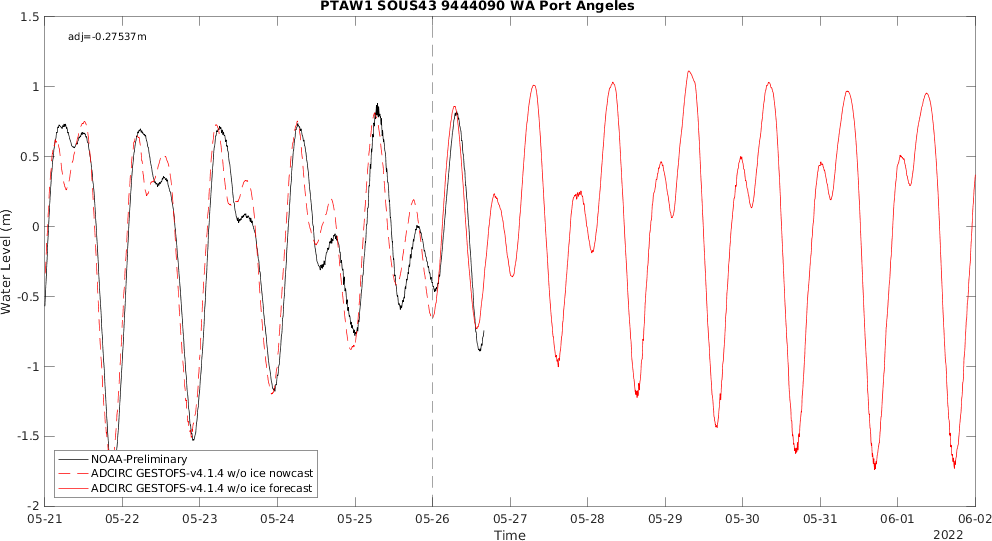 PTAW1 SOUS43 9444090 WA Port Angeles
adj=-0.27537m
1.5
1
0.5
0
-0.5
-1
-1.5
-2
Water Level (m)
NOAA-Preliminary
ADCIRC GESTOFS-v4.1.4 w/o ice nowcast
ADCIRC GESTOFS-v4.1.4 w/o ice forecast
05-21 05-22 05-23 05-24 05-25 05-26 05-27 05-28 05-29 05-30 05-31 06-01 06-02
Time
2022